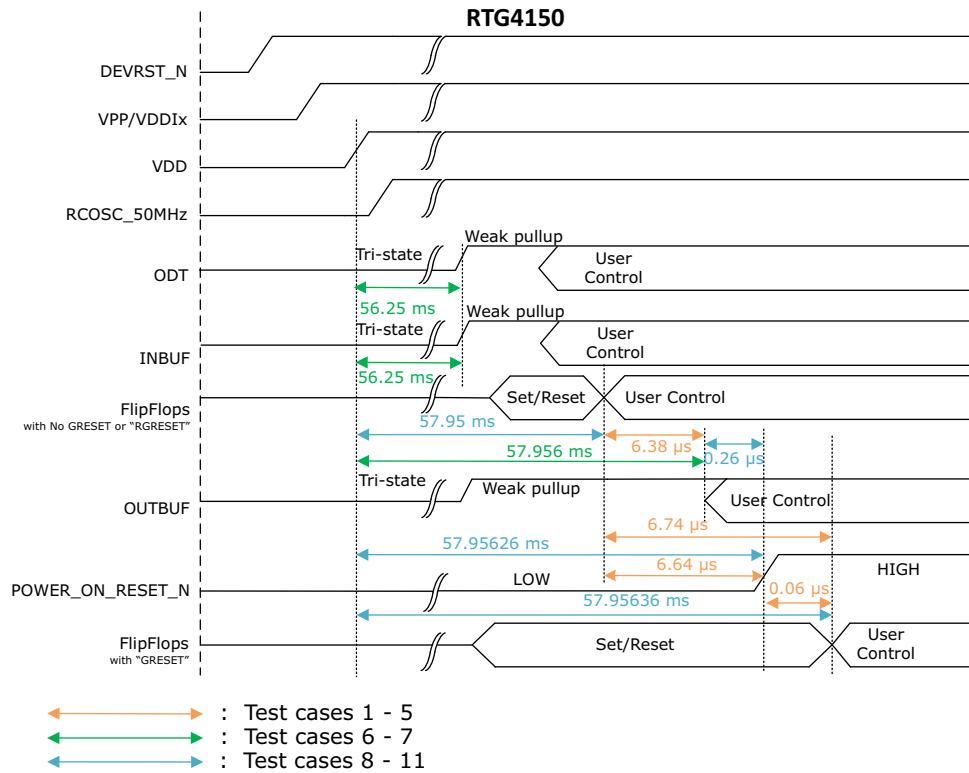 RTG4150
DEVRST_N
VPP/VDDIx
VDD
RCOSC_50MHz
Weak pullup
Tri-state
User
Control
ODT
56.25 ms
Weak pullup
Tri-state
User
Control
INBUF
56.25 ms
Set/Reset
User Control
FlipFlops
with No GRESET or “RGRESET”
57.95 ms
6.38 µs
57.956 ms
0.26 µs
Tri-state
Weak pullup
User Control
OUTBUF
6.74 µs
57.95626 ms
6.64 µs
HIGH
LOW
POWER_ON_RESET_N
0.06 µs
57.95636 ms
FlipFlops
with “GRESET”
Set/Reset
User
Control
: Test cases 1 - 5
: Test cases 6 - 7
: Test cases 8 - 11